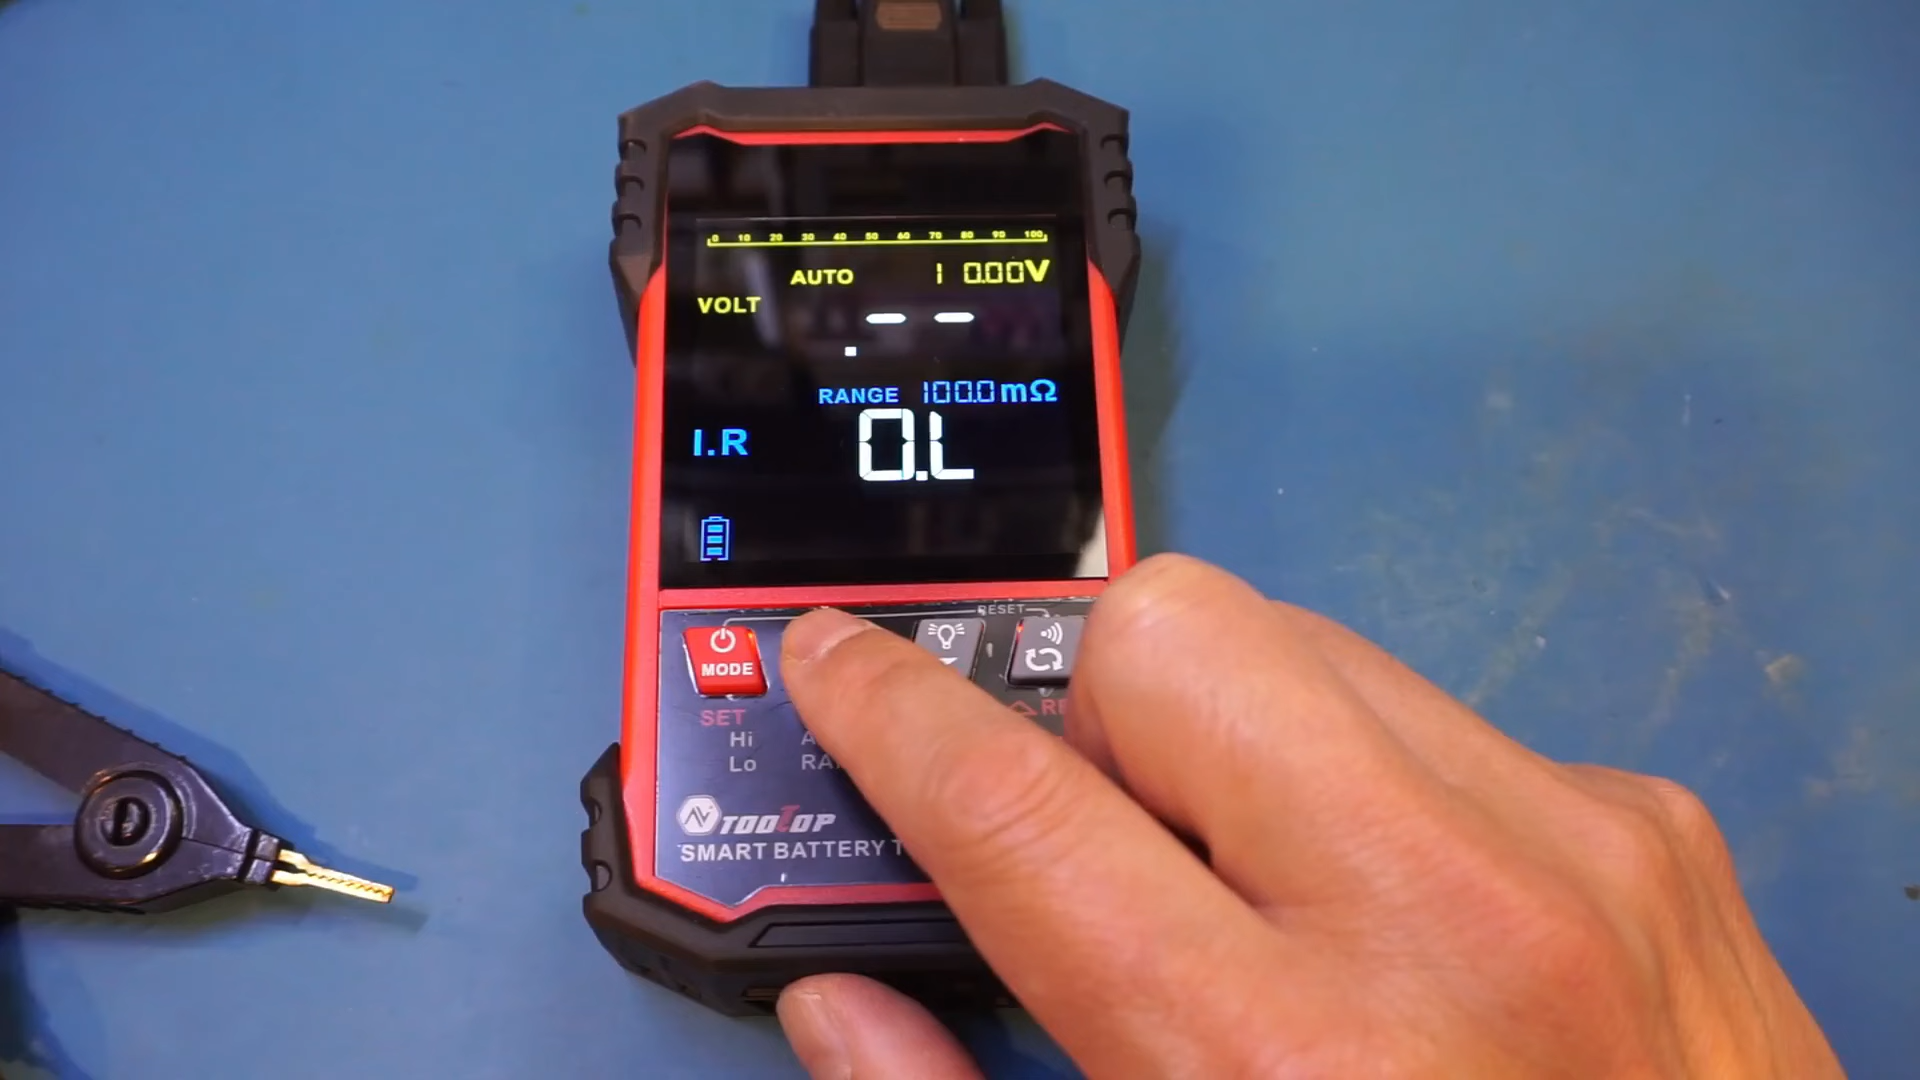 0 10 20 30 40 50 60 70 80 90 100
AUTO 10.00V
VOLT
-- --
.
RANGE 100.0mΩ
I.R O.L
RESET
MODE
SET
Hi
Lo
TOOLTOP
SMART BATTERY